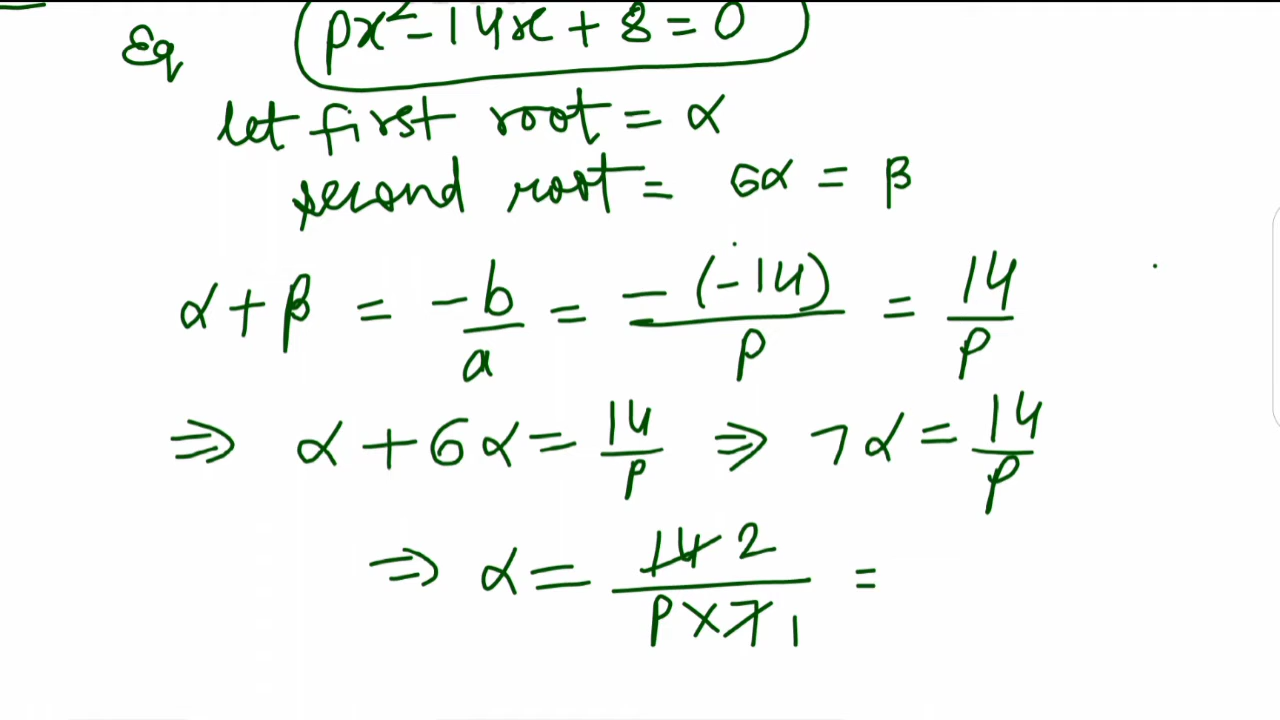 Eq px² - 14x + 8 = 0
let first root = α
second root = 6α = β
α + β = -b/a = -(-14)/p = 14/p
⇒ α + 6α = 14/p ⇒ 7α = 14/p
⇒ α = 14 2/p×7 1 =